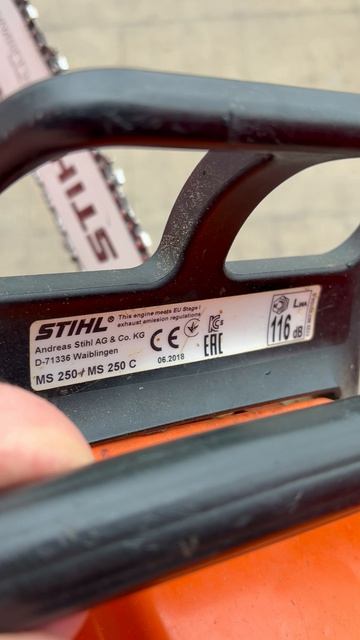 STIHL
This engine meets EU Stage I
exhaust emission regulations
Andreas Stihl AG & Co. KG
D-71336 Waiblingen
MS 250 MS 250 C
CE
06.2018
EAC
LWA
116 dB
STIHL